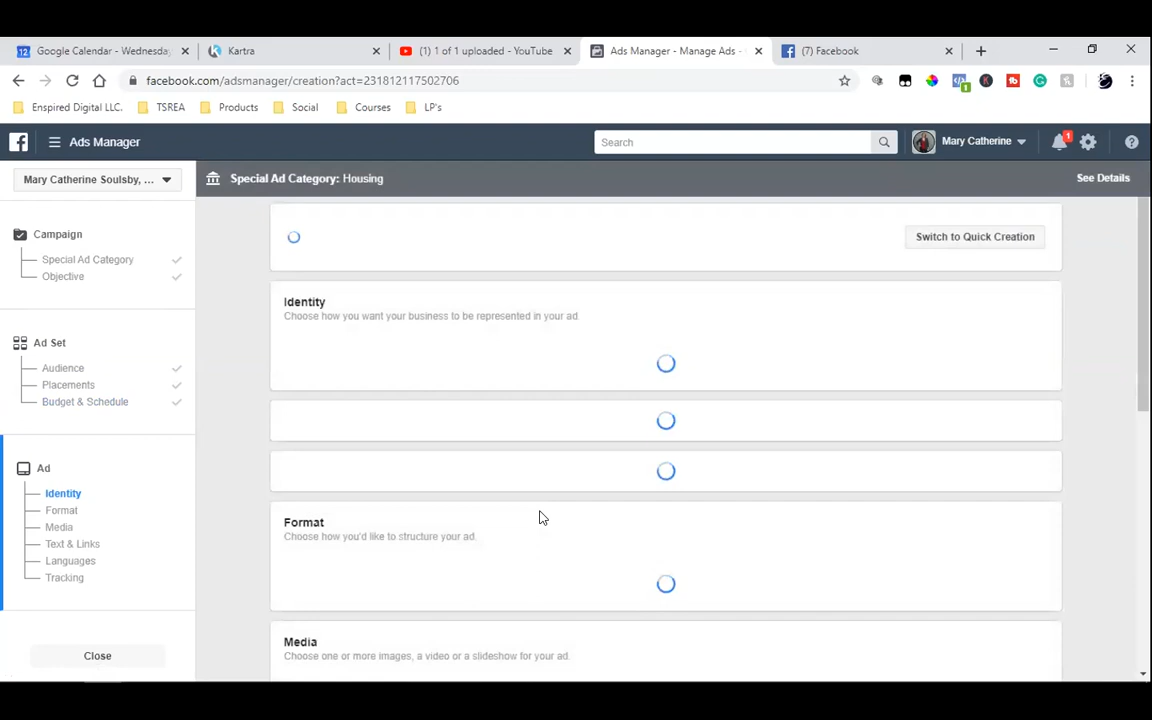 Google Calendar - Wednesday
Kartra
(1) 1 of 1 uploaded - YouTube
Ads Manager - Manage Ads -
(7) Facebook
facebook.com/adsmanager/creation?act=231812117502706
Enspired Digital LLC.
TSREA
Products
Social
Courses
LP's
Ads Manager
Search
Mary Catherine
1
Mary Catherine Soulsby, ...
Special Ad Category: Housing
See Details
Campaign
Special Ad Category
Objective
Switch to Quick Creation
Identity
Choose how you want your business to be represented in your ad.
Ad Set
Audience
Placements
Budget & Schedule
Ad
Identity
Format
Media
Text & Links
Languages
Tracking
Format
Choose how you'd like to structure your ad.
Media
Choose one or more images, a video or a slideshow for your ad.
Close